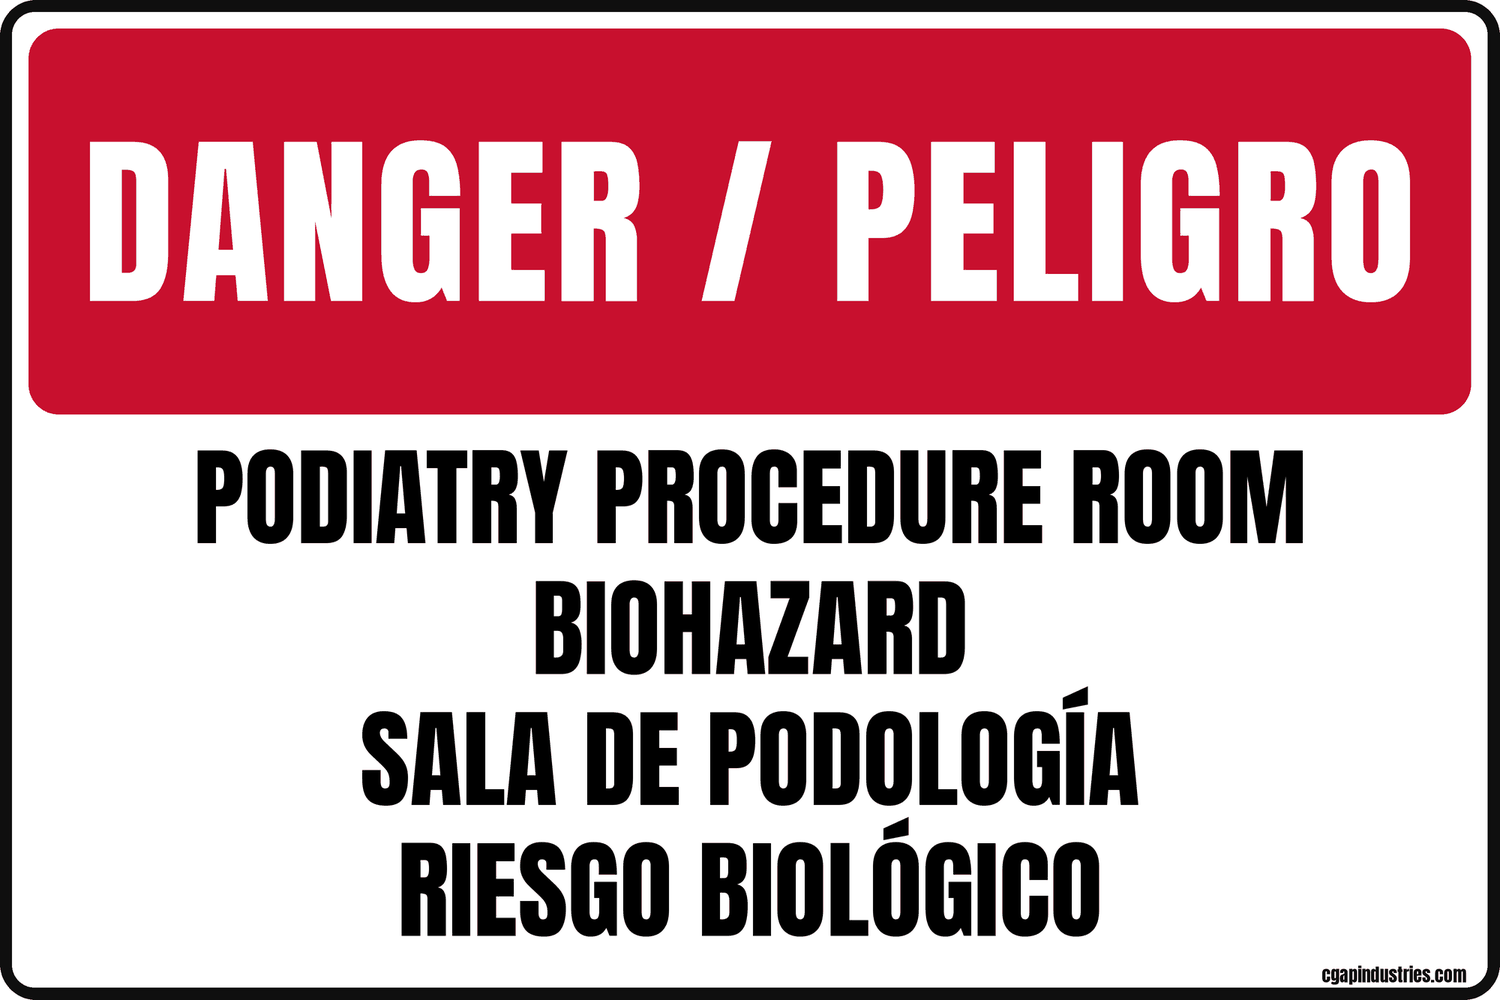 DANGER / PELIGRO
PODIATRY PROCEDURE ROOM
BIOHAZARD
SALA DE PODOLOGÍA
RIESGO BIOLÓGICO
cgapindustries.com